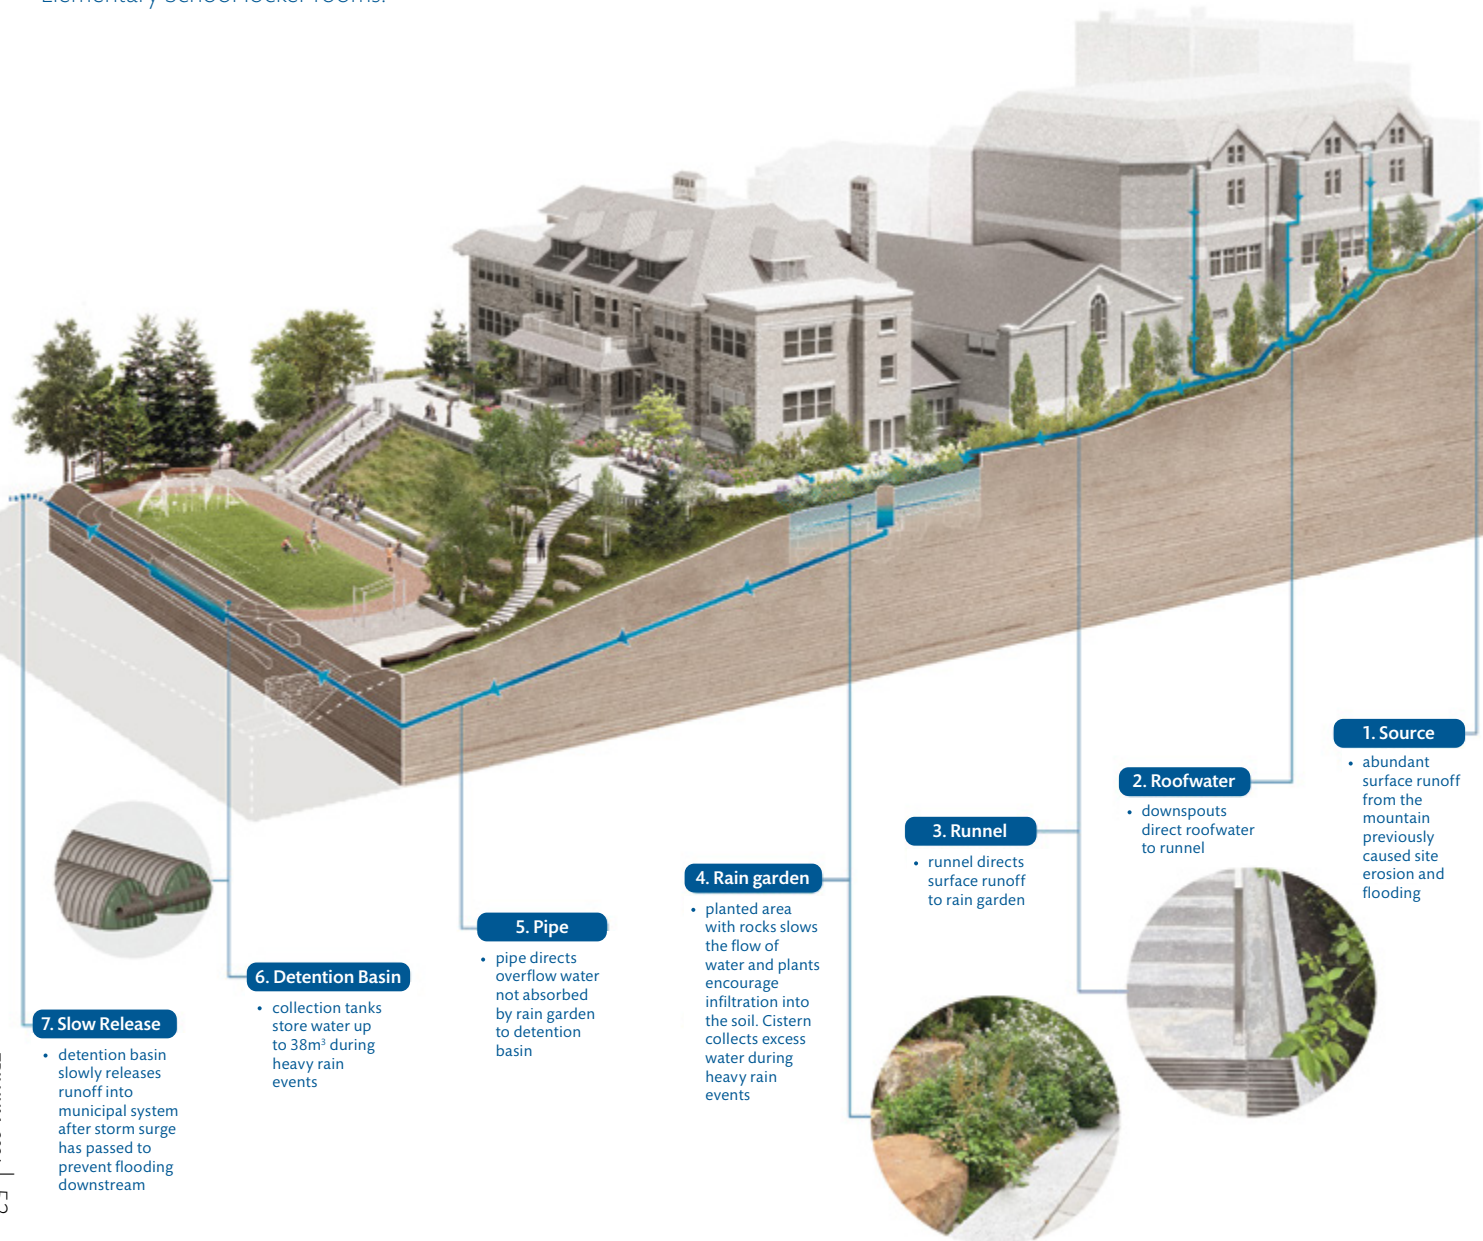 Elementary School locker rooms.
1. Source
• abundant
surface runoff
from the
mountain
previously
caused site
erosion and
flooding
2. Roofwater
• downspouts
direct roofwater
to runnel
3. Runnel
• runnel directs
surface runoff
to rain garden
4. Rain garden
• planted area
with rocks slows
the flow of
water and plants
encourage
infiltration into
the soil. Cistern
collects excess
water during
heavy rain
events
5. Pipe
• pipe directs
overflow water
not absorbed
by rain garden
to detention
basin
6. Detention Basin
• collection tanks
store water up
to 38m³ during
heavy rain
events
7. Slow Release
• detention basin
slowly releases
runoff into
municipal system
after storm surge
has passed to
prevent flooding
downstream